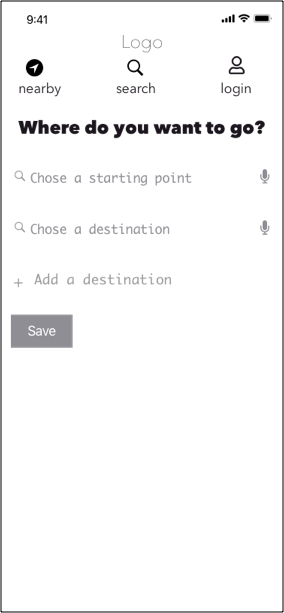 9:41
Logo
nearby search login
Where do you want to go?
Chose a starting point
Chose a destination
+ Add a destination
Save